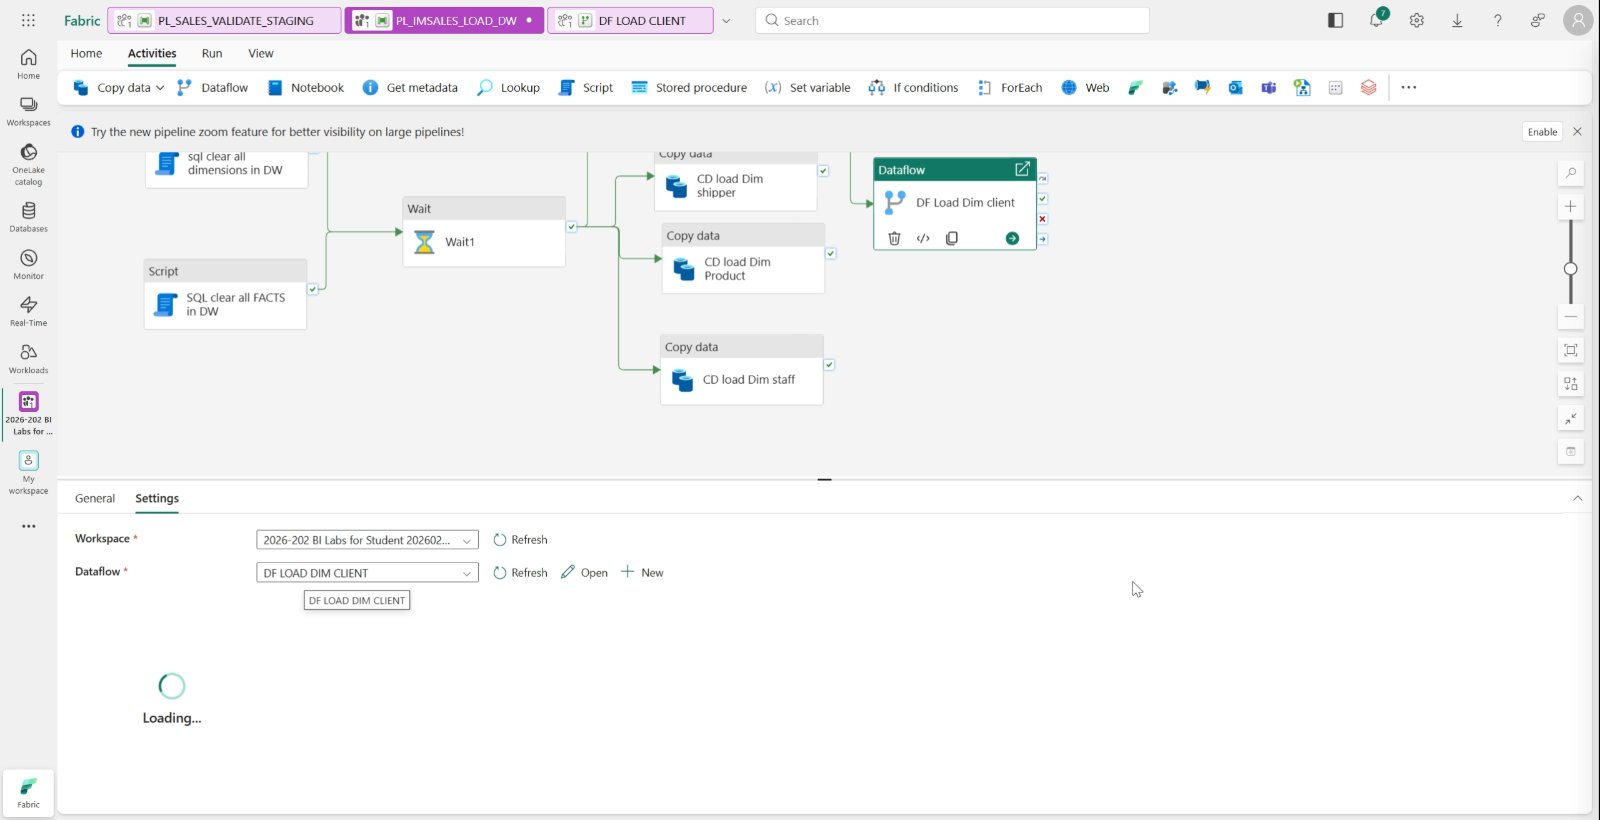 Fabric
PL_SALES_VALIDATE_STAGING
PL_IMSALES_LOAD_DW
DF LOAD CLIENT
Search
7
Home
Activities
Run
View
Copy data
Dataflow
Notebook
Get metadata
Lookup
Script
Stored procedure
Set variable
If conditions
ForEach
Web
Try the new pipeline zoom feature for better visibility on large pipelines!
Enable
Home
Workspaces
OneLake
catalog
Databases
Monitor
Real-Time
Workloads
2026-202 BI
Labs for ...
My
workspace
Fabric
sql clear all
dimensions in DW
Script
SQL clear all FACTS
in DW
Wait
Wait1
Copy data
CD load Dim
shipper
Copy data
CD load Dim
Product
Copy data
CD load Dim staff
Dataflow
DF Load Dim client
General
Settings
Workspace *
2026-202 BI Labs for Student 202602...
Refresh
Dataflow *
DF LOAD DIM CLIENT
Refresh
Open
New
DF LOAD DIM CLIENT
Loading...